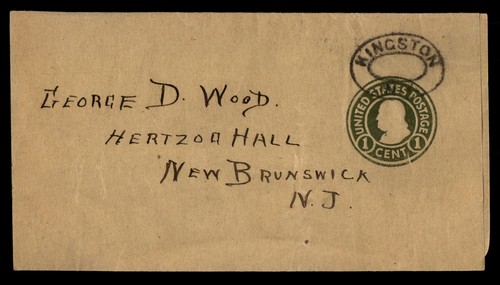 KINGSTON
UNITED STATES POSTAGE
1 CENT 1
GEORGE D. WOOD.
HERTZOG HALL
NEW BRUNSWICK
N. J.